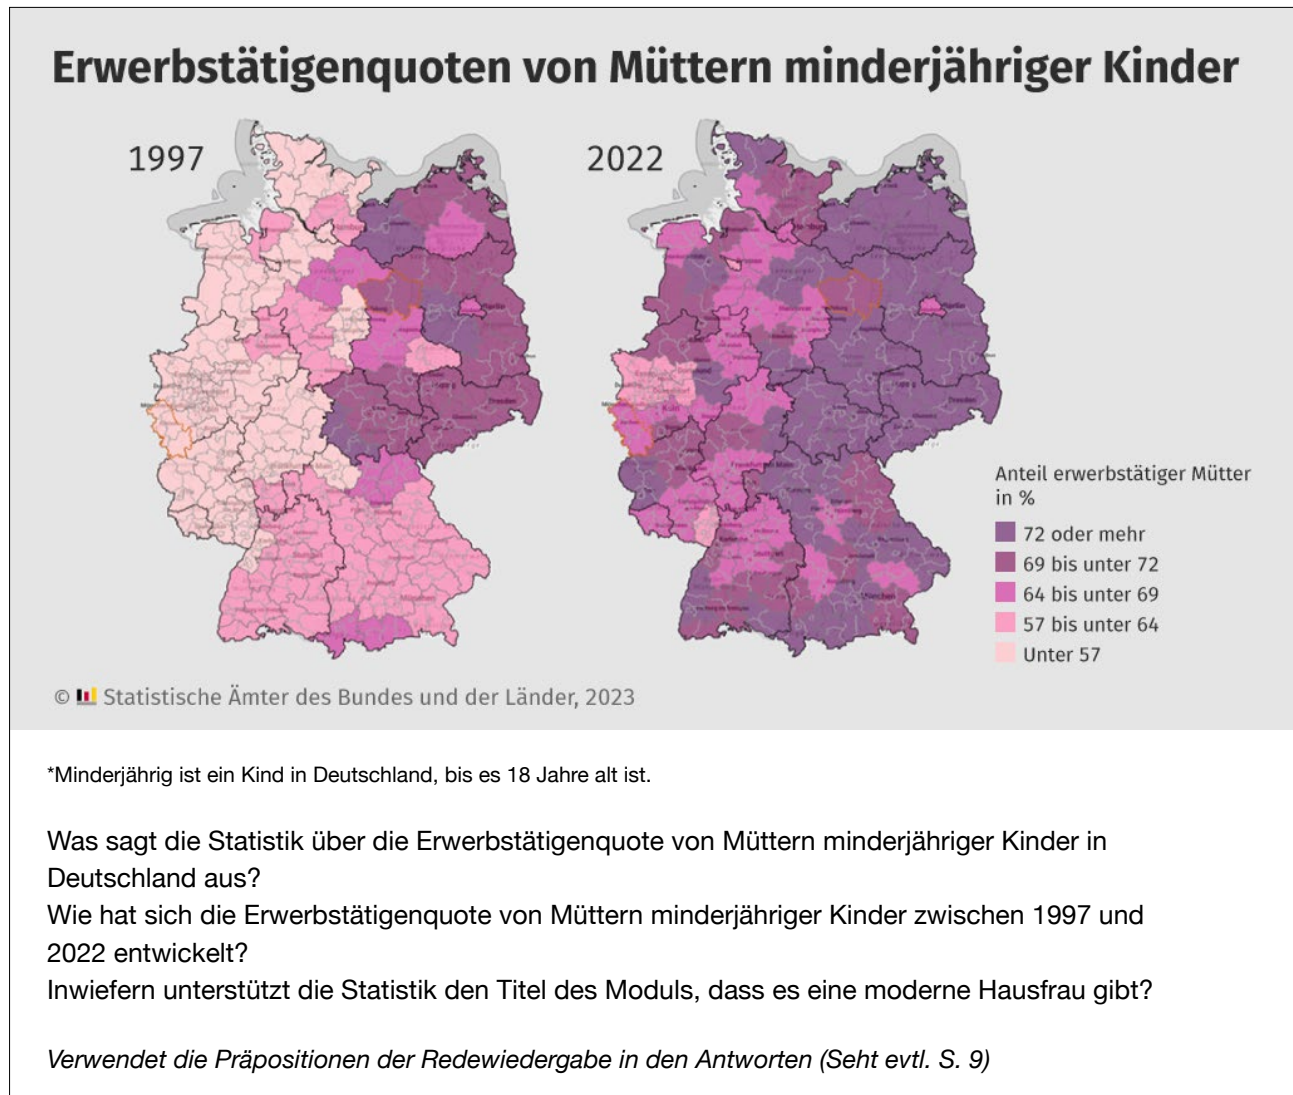 Erwerbstätigenquoten von Müttern minderjähriger Kinder
1997
2022
Anteil erwerbstätiger Mütter
in %
72 oder mehr
69 bis unter 72
64 bis unter 69
57 bis unter 64
Unter 57
© Statistische Ämter des Bundes und der Länder, 2023
*Minderjährig ist ein Kind in Deutschland, bis es 18 Jahre alt ist.
Was sagt die Statistik über die Erwerbstätigenquote von Müttern minderjähriger Kinder in
Deutschland aus?
Wie hat sich die Erwerbstätigenquote von Müttern minderjähriger Kinder zwischen 1997 und
2022 entwickelt?
Inwiefern unterstützt die Statistik den Titel des Moduls, dass es eine moderne Hausfrau gibt?
Verwendet die Präpositionen der Redewiedergabe in den Antworten (Seht evtl. S. 9)